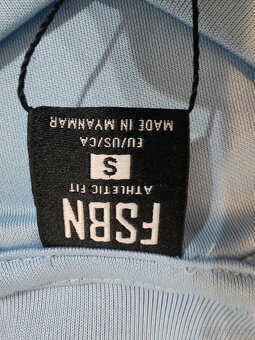 FSBN
ATHLETIC FIT
S
EU/US/CA
MADE IN MYANMAR